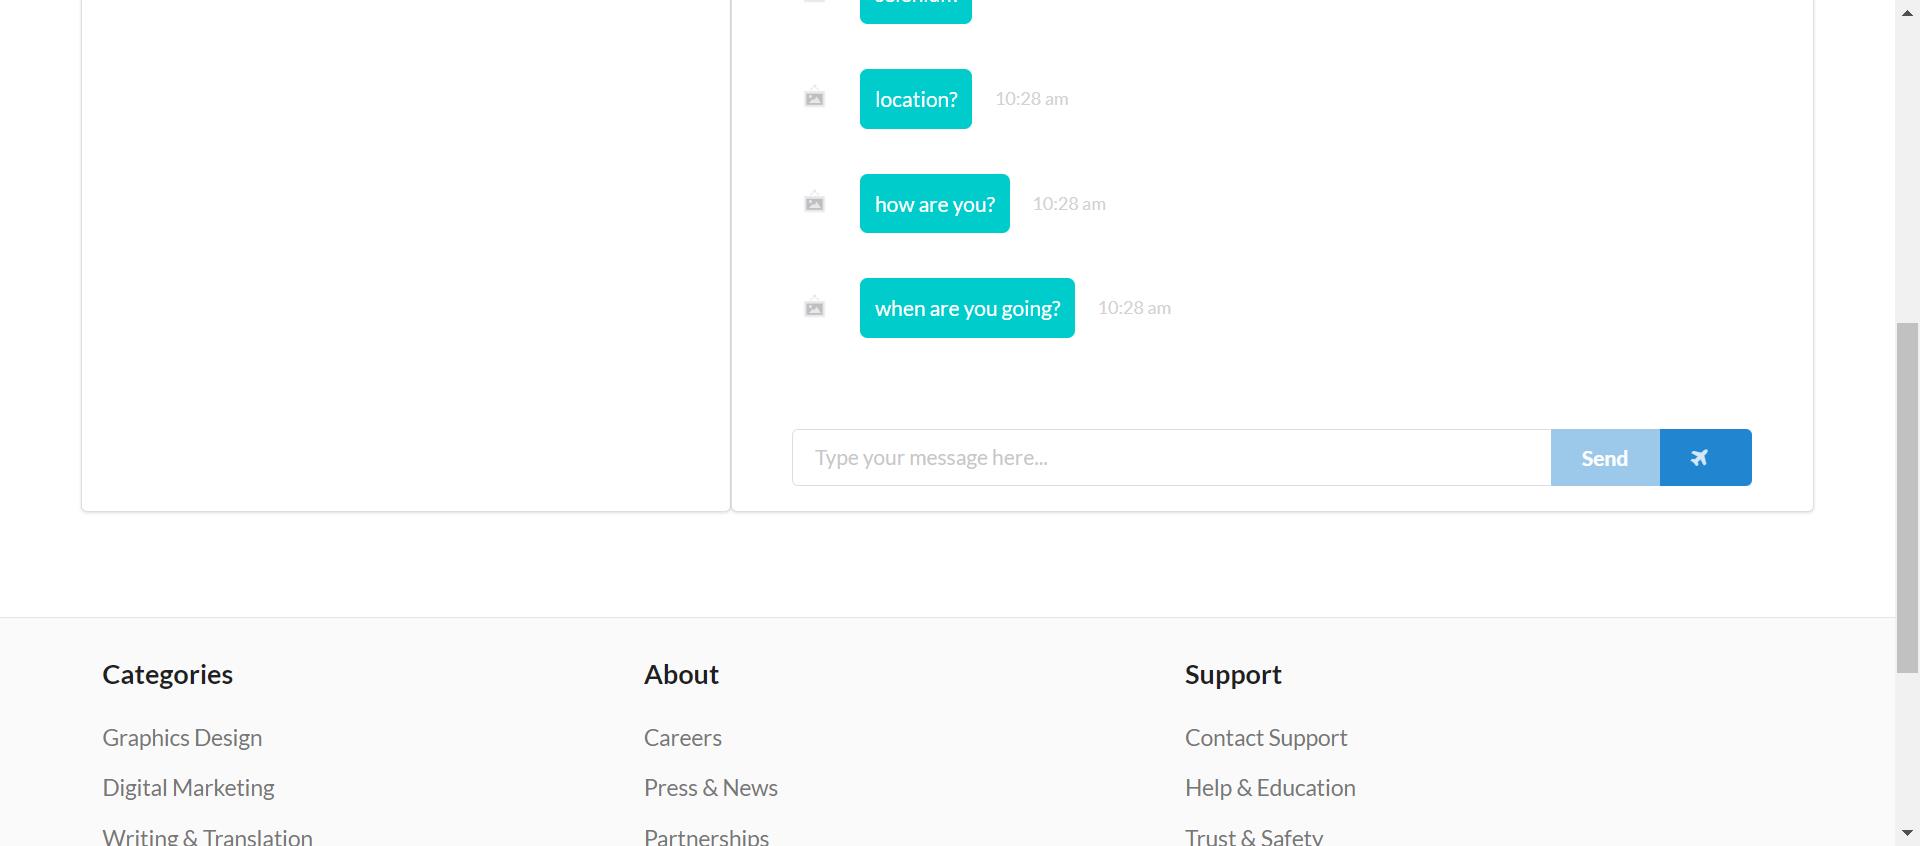 location?
10:28 am
how are you?
10:28 am
when are you going?
10:28 am
Type your message here...
Send
Categories
About
Support
Graphics Design
Careers
Contact Support
Digital Marketing
Press & News
Help & Education
Writing & Translation
Partnerships
Trust & Safety